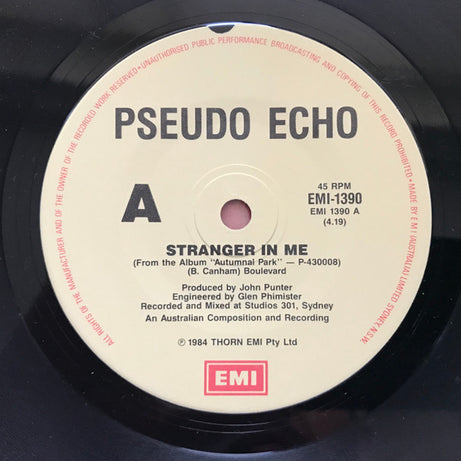 ALL RIGHTS OF THE MANUFACTURER AND OF THE OWNER OF THE RECORDED WORK RESERVED • UNAUTHORISED PUBLIC PERFORMANCE BROADCASTING AND COPYING OF THIS RECORD PROHIBITED • MADE BY E M I (AUSTRALIA) LIMITED SYDNEY N.S.W.
PSEUDO ECHO
A
45 RPM
EMI-1390
EMI 1390 A
(4.19)
STRANGER IN ME
(From the Album "Autumnal Park" — P-430008)
(B. Canham) Boulevard
Produced by John Punter
Engineered by Glen Phimister
Recorded and Mixed at Studios 301, Sydney
An Australian Composition and Recording
℗ 1984 THORN EMI Pty Ltd
EMI